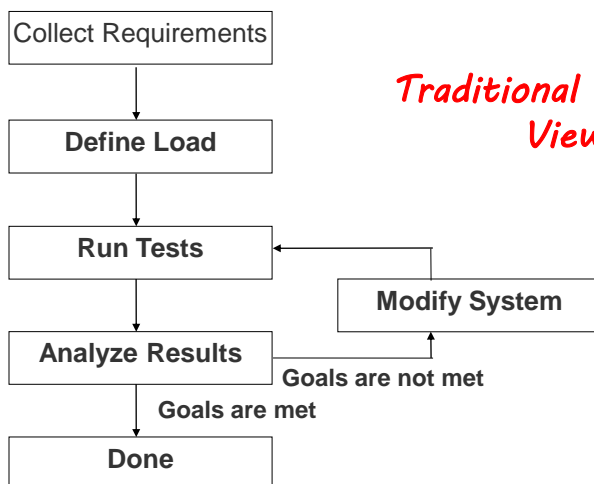 Collect Requirements
Traditional
View
Define Load
Run Tests
Modify System
Analyze Results
Goals are not met
Goals are met
Done